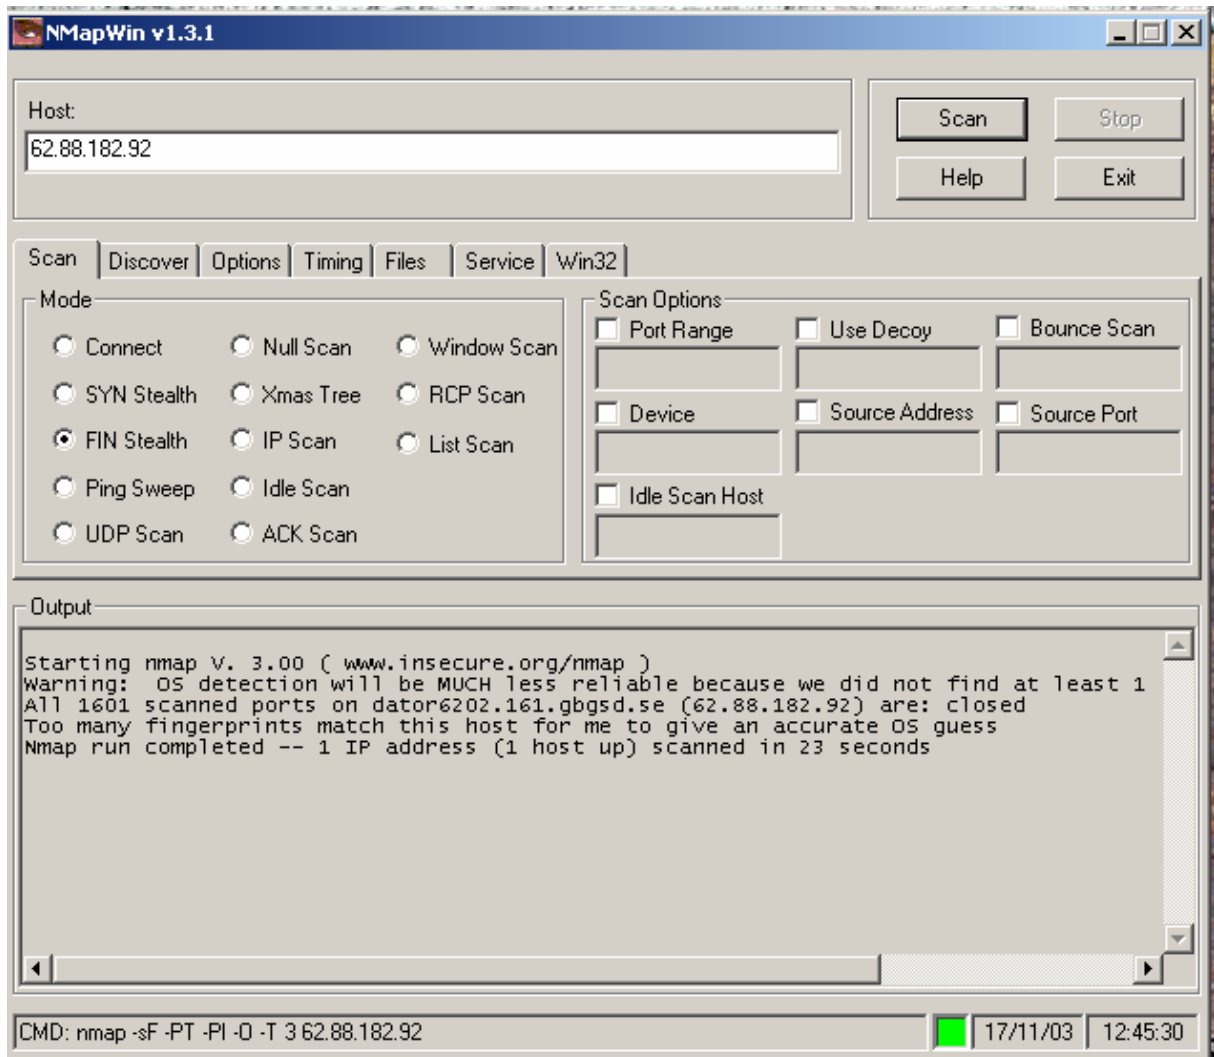 NMapWin v1.3.1
Host:
62.88.182.92
Scan
Stop
Help
Exit
Scan Discover Options Timing Files Service Win32
Mode
Connect
SYN Stealth
FIN Stealth
Ping Sweep
UDP Scan
Null Scan
Xmas Tree
IP Scan
Idle Scan
ACK Scan
Window Scan
RCP Scan
List Scan
Scan Options
Port Range
Use Decoy
Bounce Scan
Device
Source Address
Source Port
Idle Scan Host
Output
Starting nmap V. 3.00 ( www.insecure.org/nmap )
Warning:  OS detection will be MUCH less reliable because we did not find at least 1
All 1601 scanned ports on dator6202.161.gbgsd.se (62.88.182.92) are: closed
Too many fingerprints match this host for me to give an accurate OS guess
Nmap run completed -- 1 IP address (1 host up) scanned in 23 seconds
CMD: nmap -sF -PT -PI -O -T 3 62.88.182.92
17/11/03
12:45:30